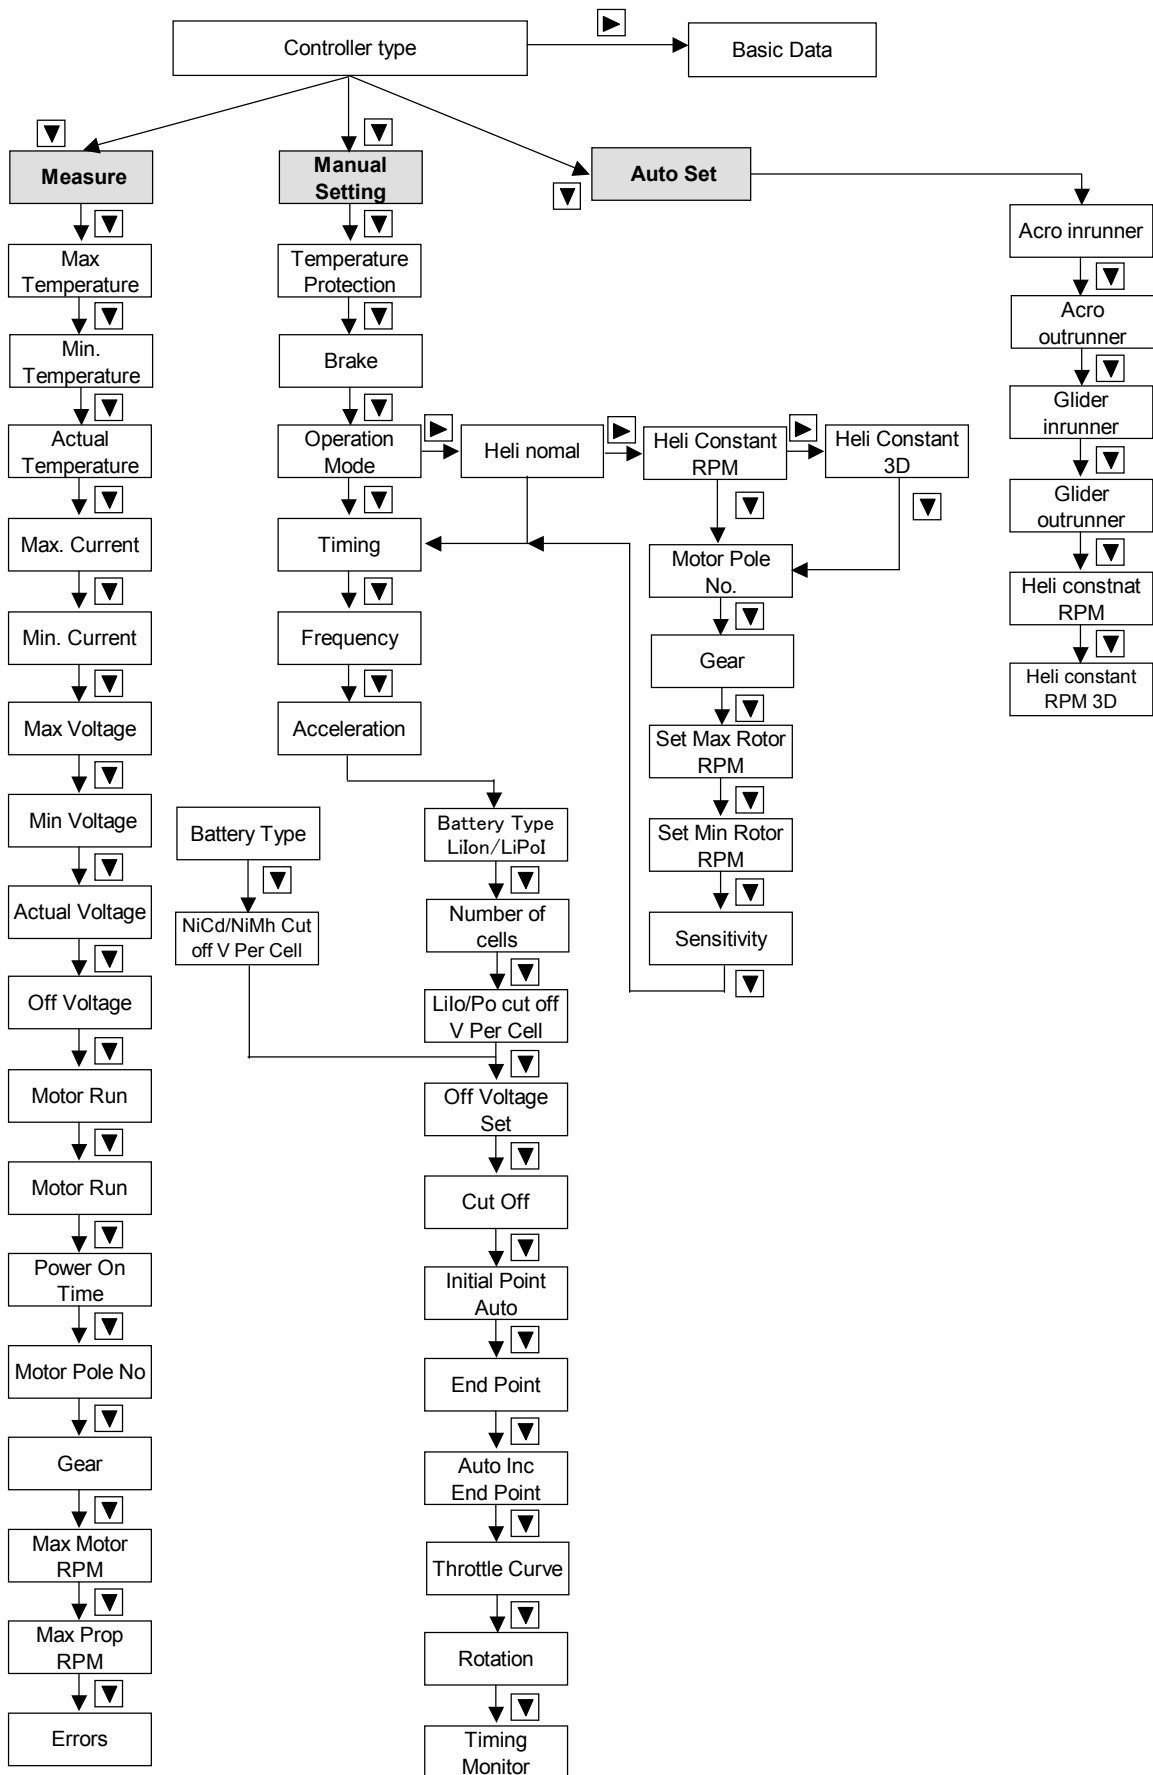 Controller type
Basic Data
Measure
Max
Temperature
Min.
Temperature
Actual
Temperature
Max. Current
Min. Current
Max Voltage
Min Voltage
Actual Voltage
Off Voltage
Motor Run
Motor Run
Power On
Time
Motor Pole No
Gear
Max Motor
RPM
Max Prop
RPM
Errors
Manual
Setting
Temperature
Protection
Brake
Operation
Mode
Heli nomal
Heli Constant
RPM
Heli Constant
3D
Timing
Frequency
Acceleration
Motor Pole
No.
Gear
Set Max Rotor
RPM
Set Min Rotor
RPM
Sensitivity
Battery Type
NiCd/NiMh Cut
off V Per Cell
Battery Type
LiIon/LiPoI
Number of
cells
LiIo/Po cut off
V Per Cell
Off Voltage
Set
Cut Off
Initial Point
Auto
End Point
Auto Inc
End Point
Throttle Curve
Rotation
Timing
Monitor
Auto Set
Acro inrunner
Acro
outrunner
Glider
inrunner
Glider
outrunner
Heli constnat
RPM
Heli constant
RPM 3D